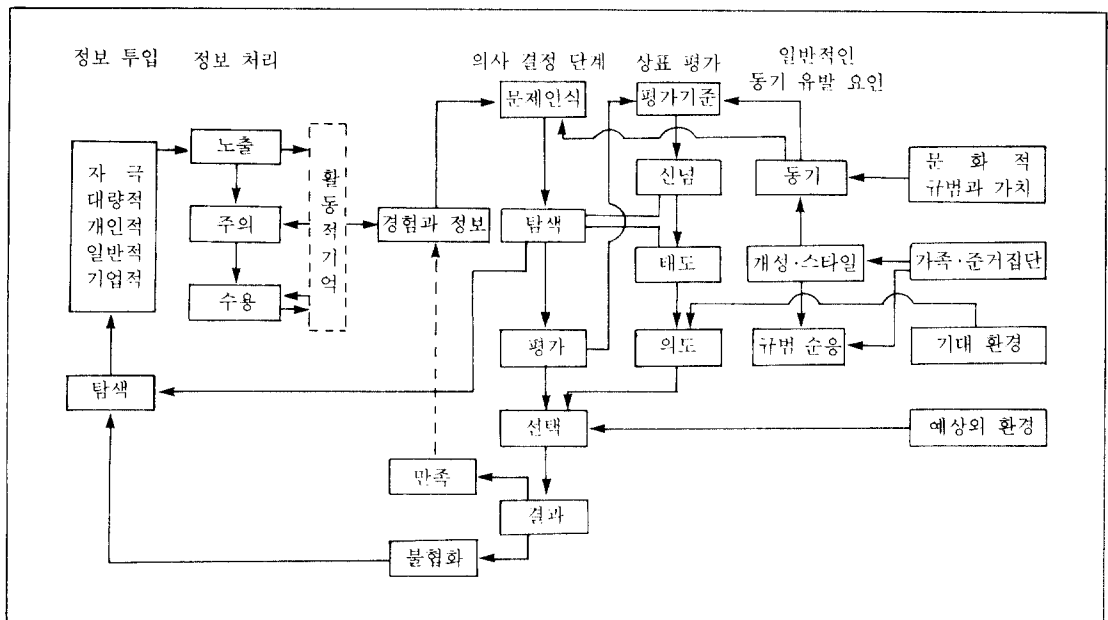 정보 투입
정보 처리
의사 결정 단계
상표 평가
일반적인
동기 유발 요인
자 극
대량적
개인적
일반적
기업적
탐색
노출
주의
수용
활동적기억
경험과 정보
만족
불협화
문제인식
탐색
평가
선택
결과
평가기준
신념
태도
의도
동기
개성·스타일
규범 순응
문 화 적
규범과 가치
가족·준거집단
기대 환경
예상외 환경